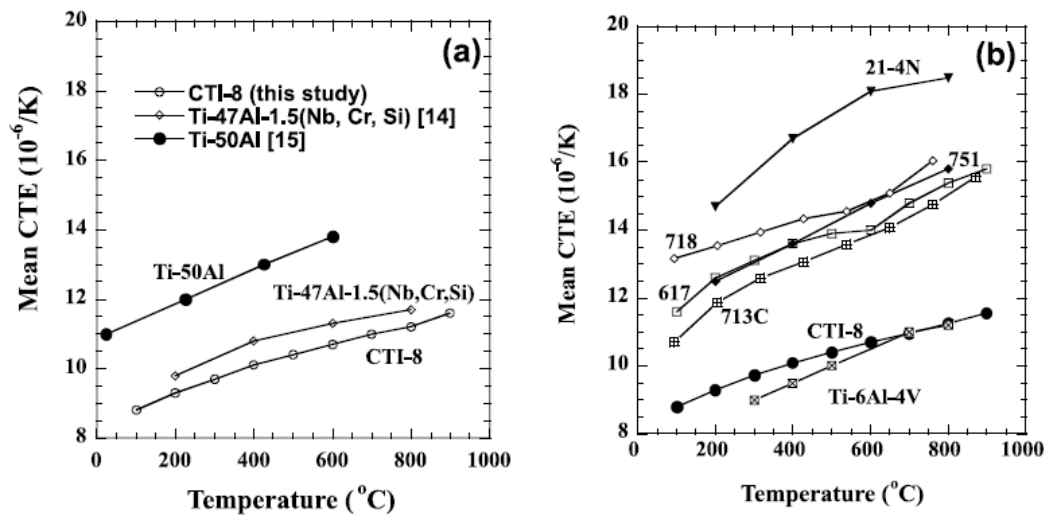 20
18
16
14
12
10
8
Mean CTE (10⁻⁶/K)
(a)
CTI-8 (this study)
Ti-47Al-1.5(Nb, Cr, Si) [14]
Ti-50Al [15]
Ti-50Al
Ti-47Al-1.5(Nb,Cr,Si)
CTI-8
0 200 400 600 800 1000
Temperature (°C)
20
18
16
14
12
10
8
Mean CTE (10⁻⁶/K)
(b)
21-4N
751
718
617
713C
CTI-8
Ti-6Al-4V
0 200 400 600 800 1000
Temperature (°C)